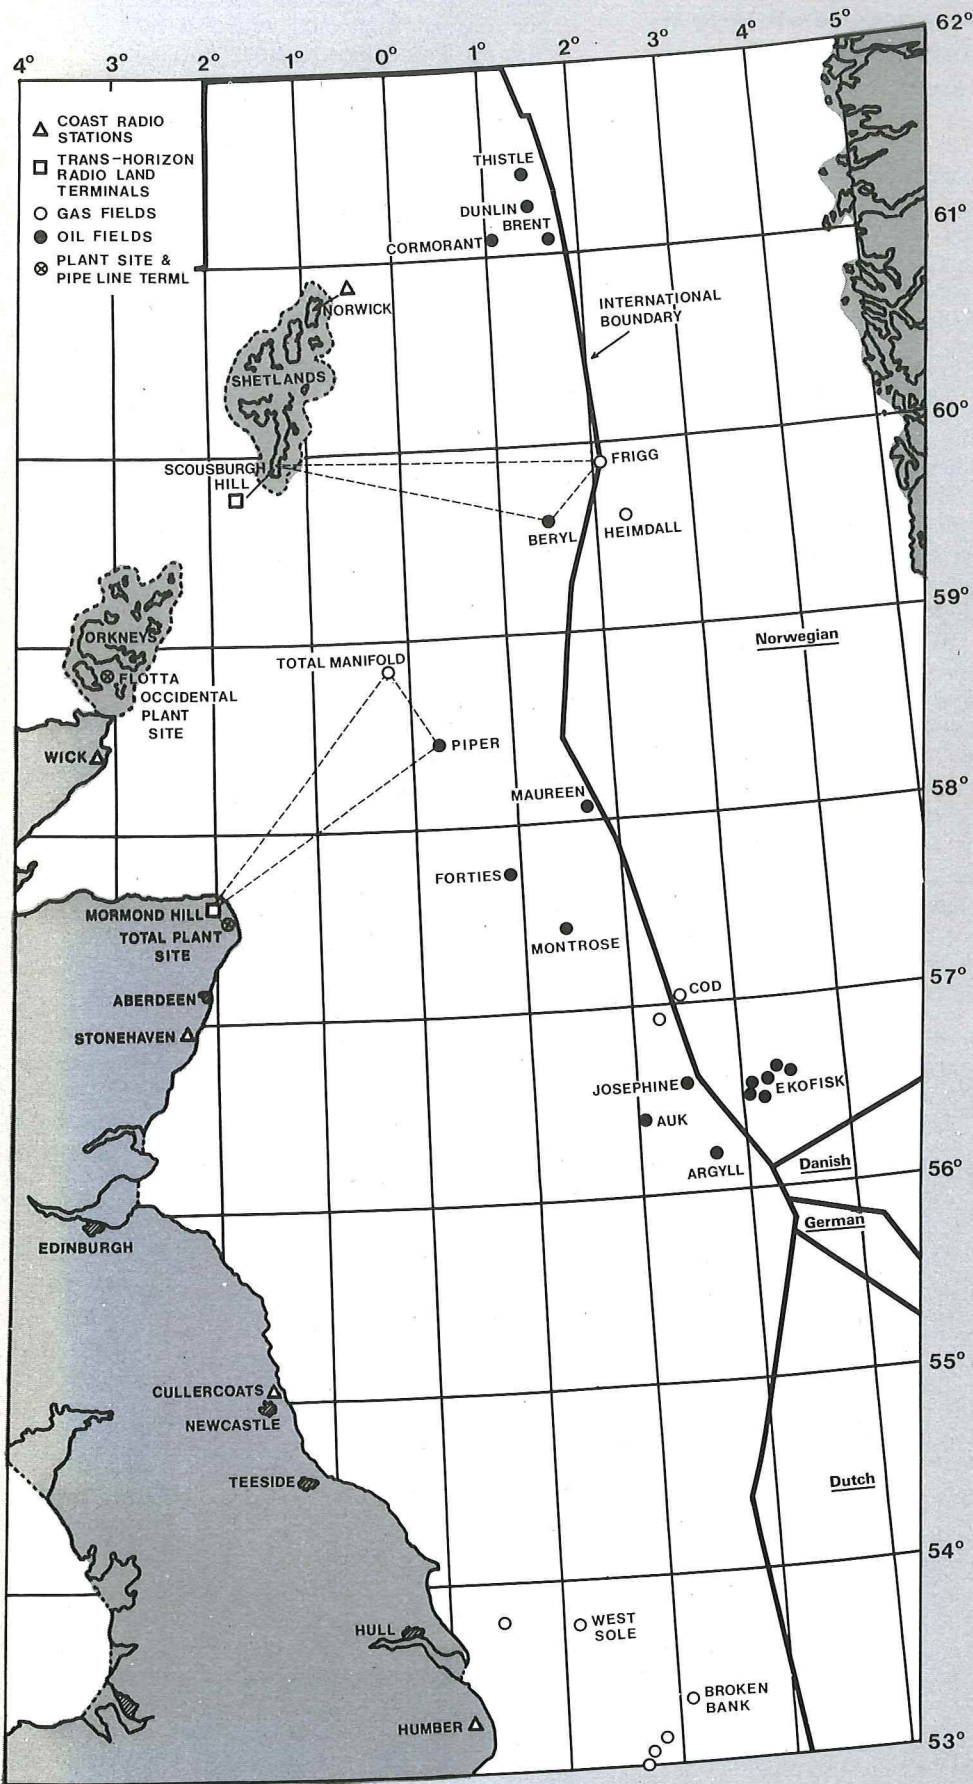 4° 3° 2° 1° 0° 1° 2° 3° 4° 5° 62°
COAST RADIO
STATIONS
TRANS-HORIZON
RADIO LAND
TERMINALS
GAS FIELDS
OIL FIELDS
PLANT SITE &
PIPE LINE TERML
THISTLE
DUNLIN
BRENT
CORMORANT
61°
NORWICK
INTERNATIONAL
BOUNDARY
SHETLANDS
60°
SCOUSBURGH
HILL
FRIGG
BERYL
HEIMDALL
59°
ORKNEYS
Norwegian
TOTAL MANIFOLD
FLOTTA
OCCIDENTAL
PLANT
SITE
PIPER
WICK
58°
MAUREEN
FORTIES
MORMOND HILL
TOTAL PLANT
SITE
MONTROSE
57°
COD
ABERDEEN
STONEHAVEN
JOSEPHINE
EKOFISK
AUK
ARGYLL
Danish
56°
German
EDINBURGH
55°
CULLERCOATS
NEWCASTLE
TEESIDE
Dutch
54°
HULL
WEST
SOLE
BROKEN
BANK
HUMBER
53°